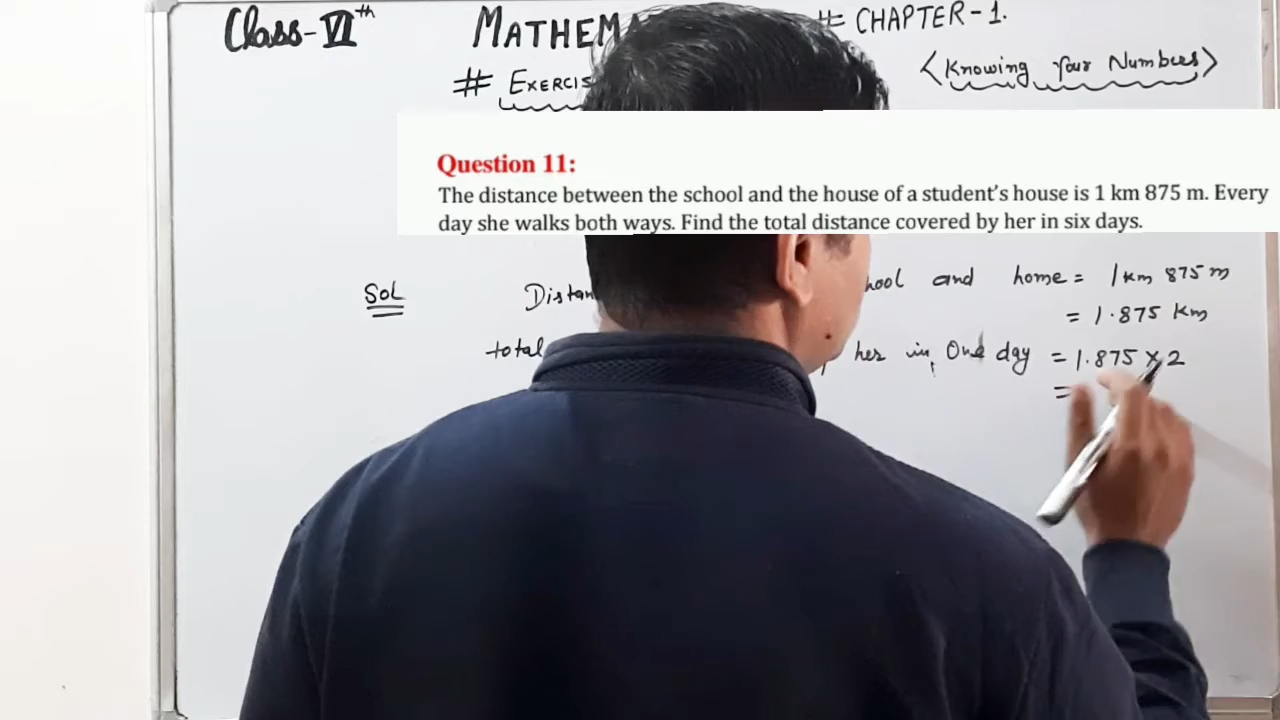 Class-VIth MATHEM # CHAPTER-1.
# EXERCIS <Knowing Your Numbers>
Question 11:
The distance between the school and the house of a student's house is 1 km 875 m. Every
day she walks both ways. Find the total distance covered by her in six days.
Sol Distan hool and home = 1km 875 m
= 1.875 Km
total her in One day = 1.875 × 2
=